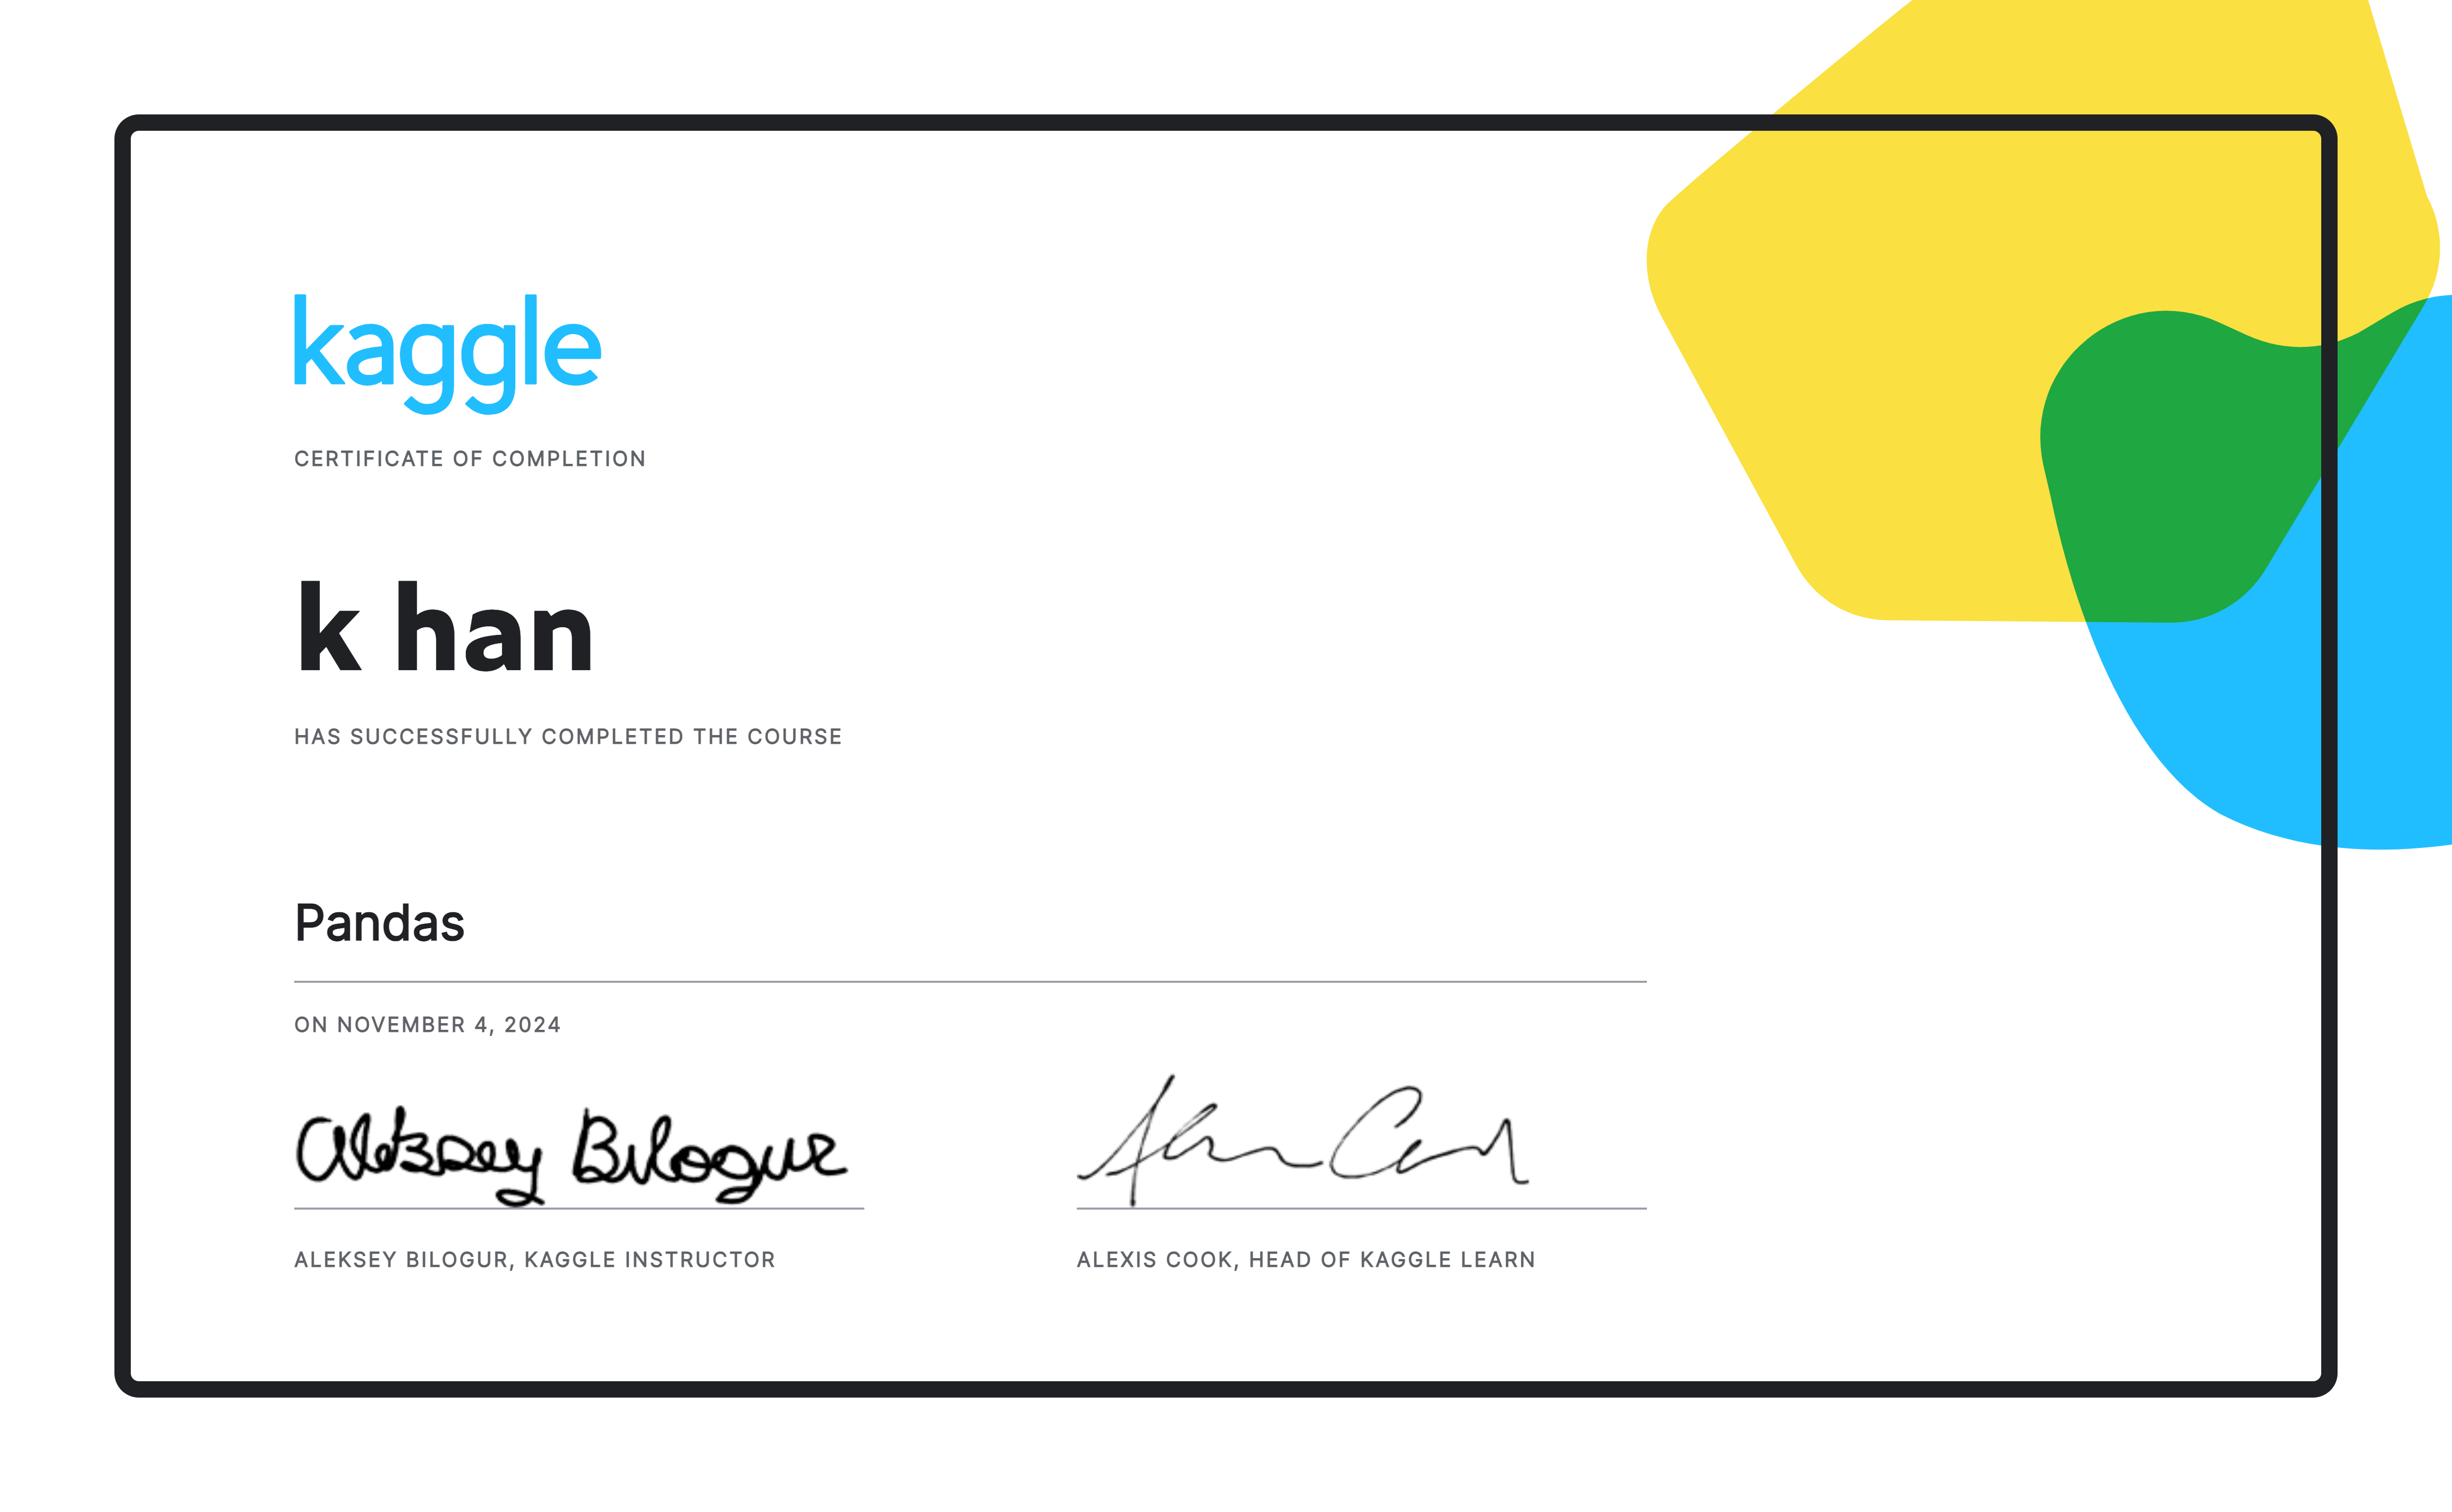 kaggle
CERTIFICATE OF COMPLETION
k han
HAS SUCCESSFULLY COMPLETED THE COURSE
Pandas
ON NOVEMBER 4, 2024
Aleksey Bilogur
ALEKSEY BILOGUR, KAGGLE INSTRUCTOR
ALEXIS COOK, HEAD OF KAGGLE LEARN